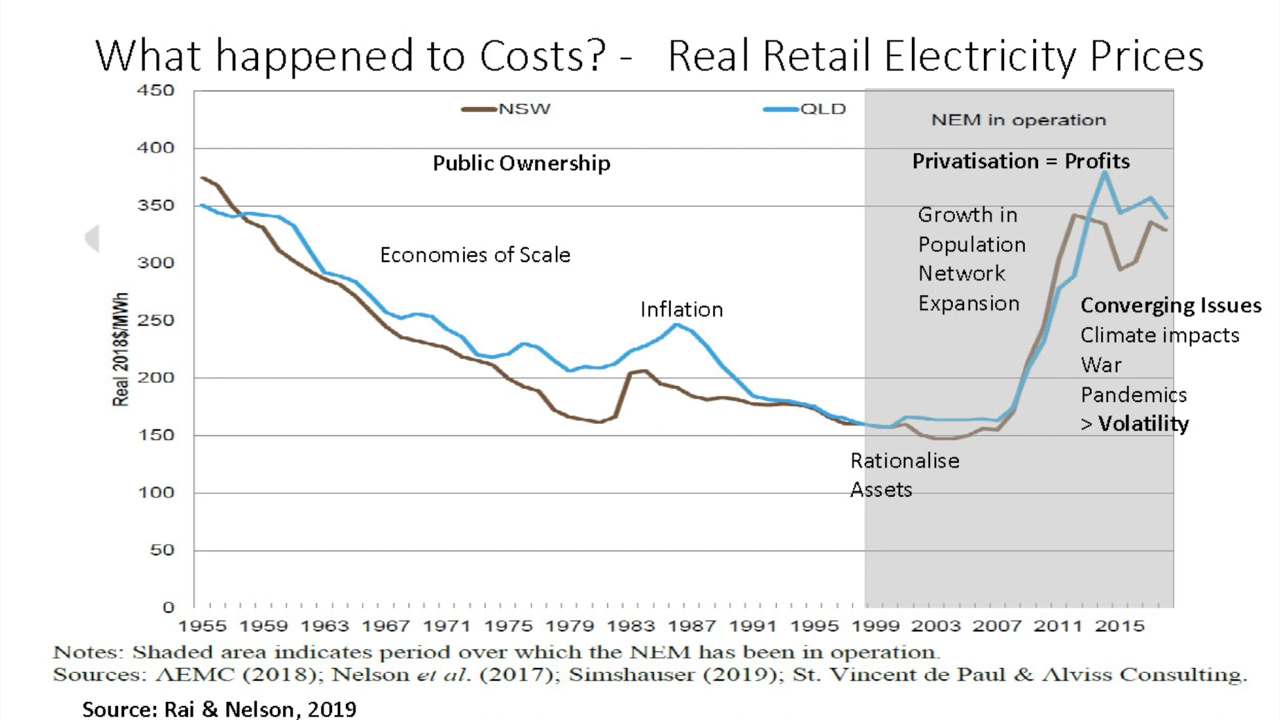 What happened to Costs? - Real Retail Electricity Prices
450
400
350
300
250
200
150
100
50
0
Real 2018$/MWh
NSW
QLD
NEM in operation
Public Ownership
Privatisation = Profits
Economies of Scale
Growth in
Population
Network
Expansion
Inflation
Converging Issues
Climate impacts
War
Pandemics
> Volatility
Rationalise
Assets
1955 1959 1963 1967 1971 1975 1979 1983 1987 1991 1995 1999 2003 2007 2011 2015
Notes: Shaded area indicates period over which the NEM has been in operation.
Sources: AEMC (2018); Nelson et al. (2017); Simshauser (2019); St. Vincent de Paul & Alviss Consulting.
Source: Rai & Nelson, 2019